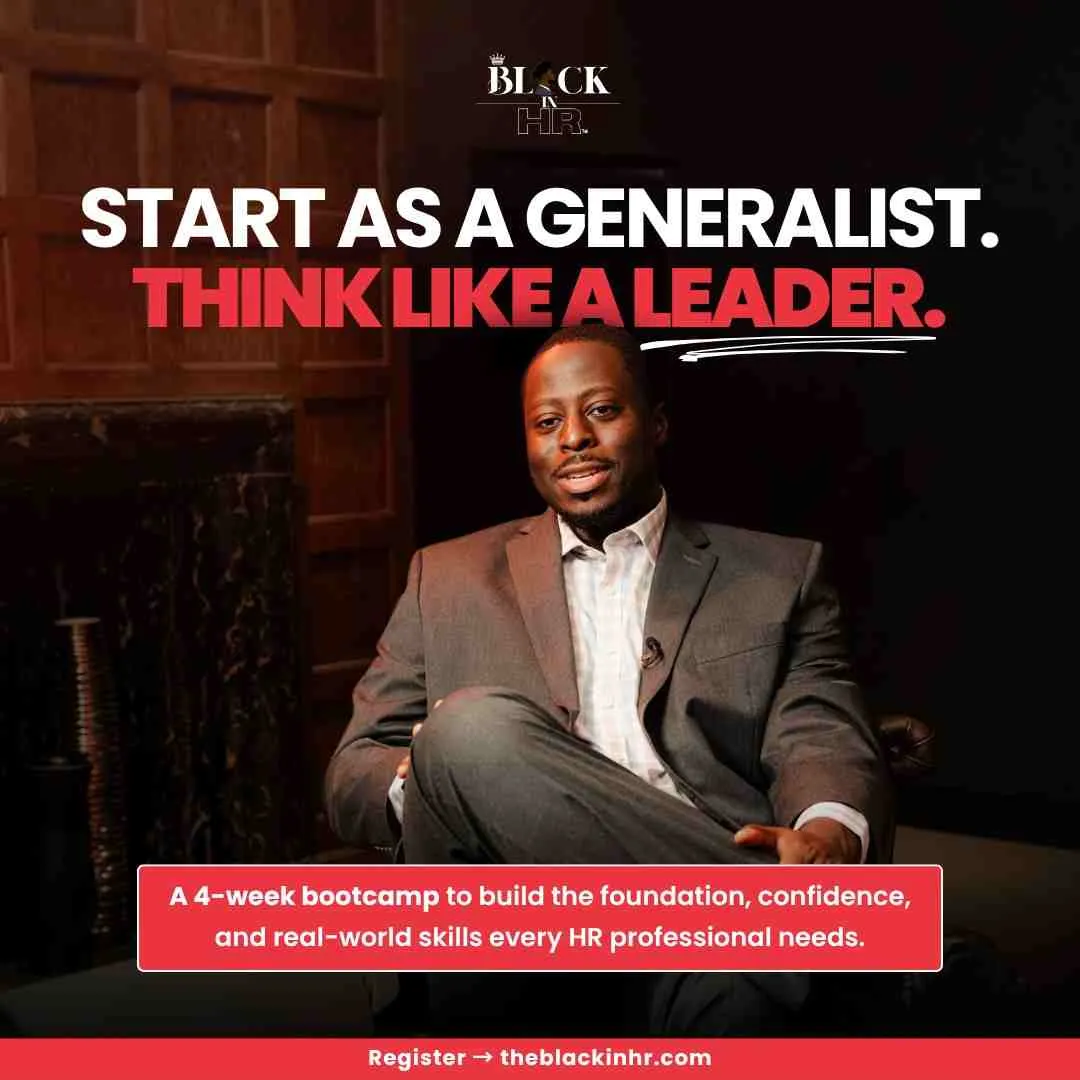 BLACK
IN
HR
START AS A GENERALIST.
THINK LIKE A LEADER.
A 4-week bootcamp to build the foundation, confidence,
and real-world skills every HR professional needs.
Register → theblackinhr.com